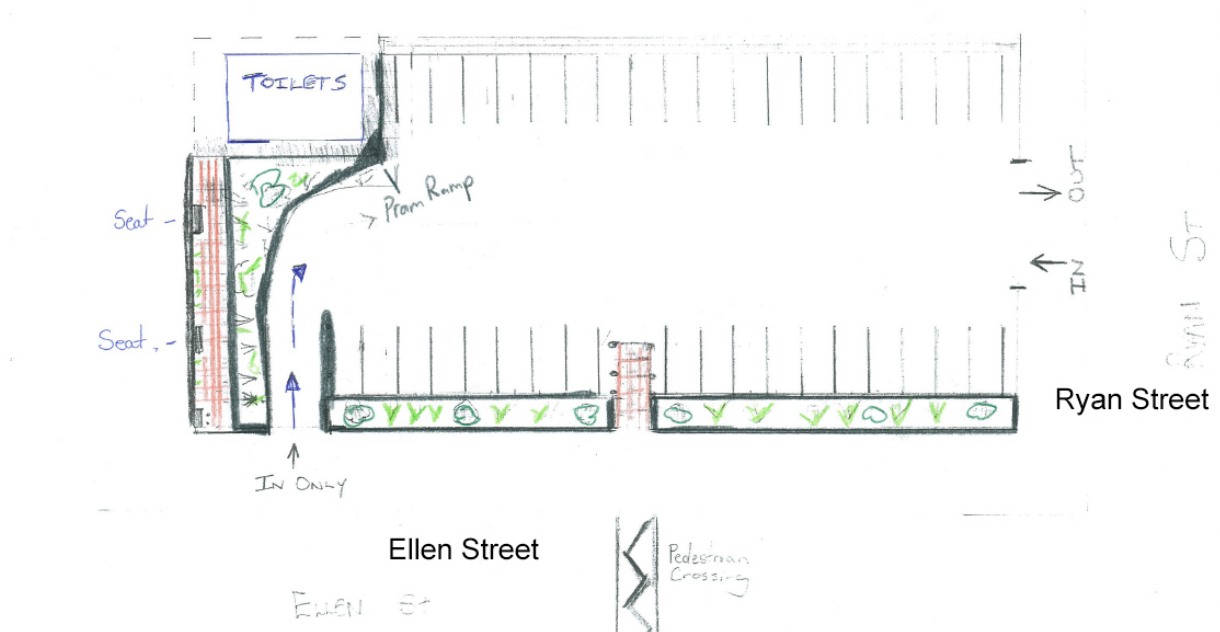 TOILETS
Pram Ramp
Seat
Seat
OUT
IN
RYAN ST
Ryan Street
IN ONLY
Ellen Street
Pedestrian
Crossing
ELLEN ST